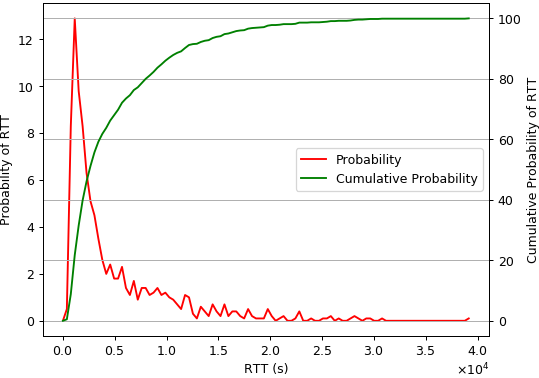 Probability of RTT
12
10
8
6
4
2
0
100
80
60
40
20
0
Cumulative Probability of RTT
Probability
Cumulative Probability
0.0 0.5 1.0 1.5 2.0 2.5 3.0 3.5 4.0
RTT (s)
×10⁴